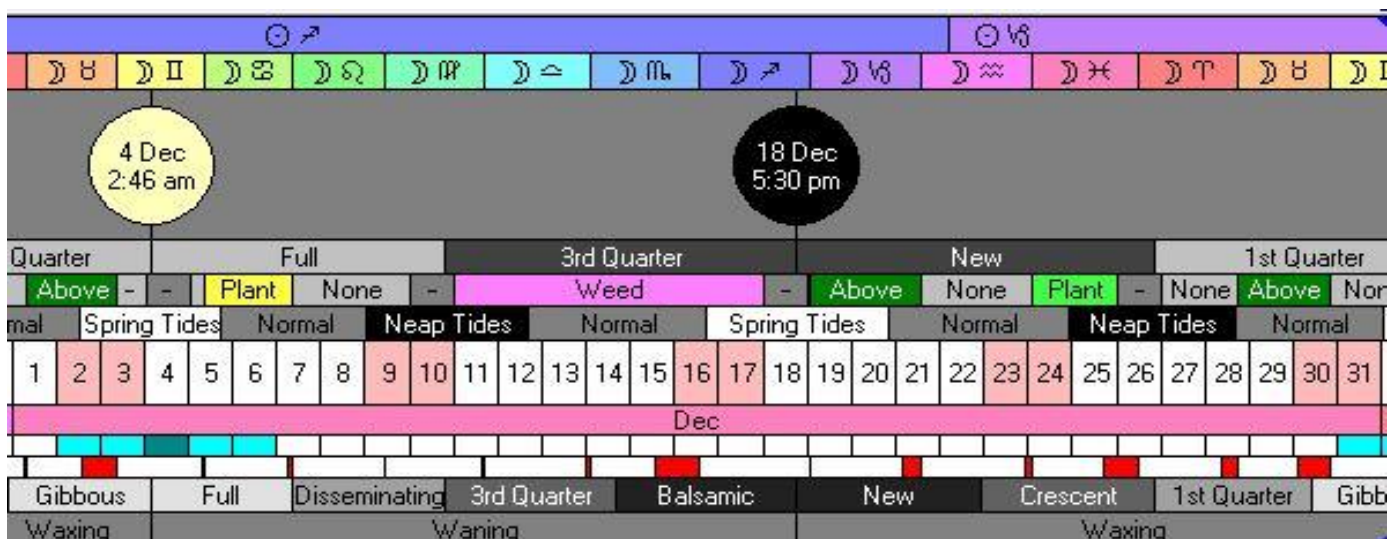 ☉ ♐ ☉ ♑
☽ ♉ ☽ ♊ ☽ ♋ ☽ ♌ ☽ ♍ ☽ ♎ ☽ ♏ ☽ ♐ ☽ ♑ ☽ ♒ ☽ ♓ ☽ ♈ ☽ ♉ ☽
4 Dec 18 Dec
2:46 am 5:30 pm
Quarter Full 3rd Quarter New 1st Quarter
Above - - Plant None - Weed - Above None Plant - None Above Nor
mal Spring Tides Normal Neap Tides Normal Spring Tides Normal Neap Tides Normal
1 2 3 4 5 6 7 8 9 10 11 12 13 14 15 16 17 18 19 20 21 22 23 24 25 26 27 28 29 30 31
Dec
Gibbous Full Disseminating 3rd Quarter Balsamic New Crescent 1st Quarter Gibb
Waxing Waning Waxing